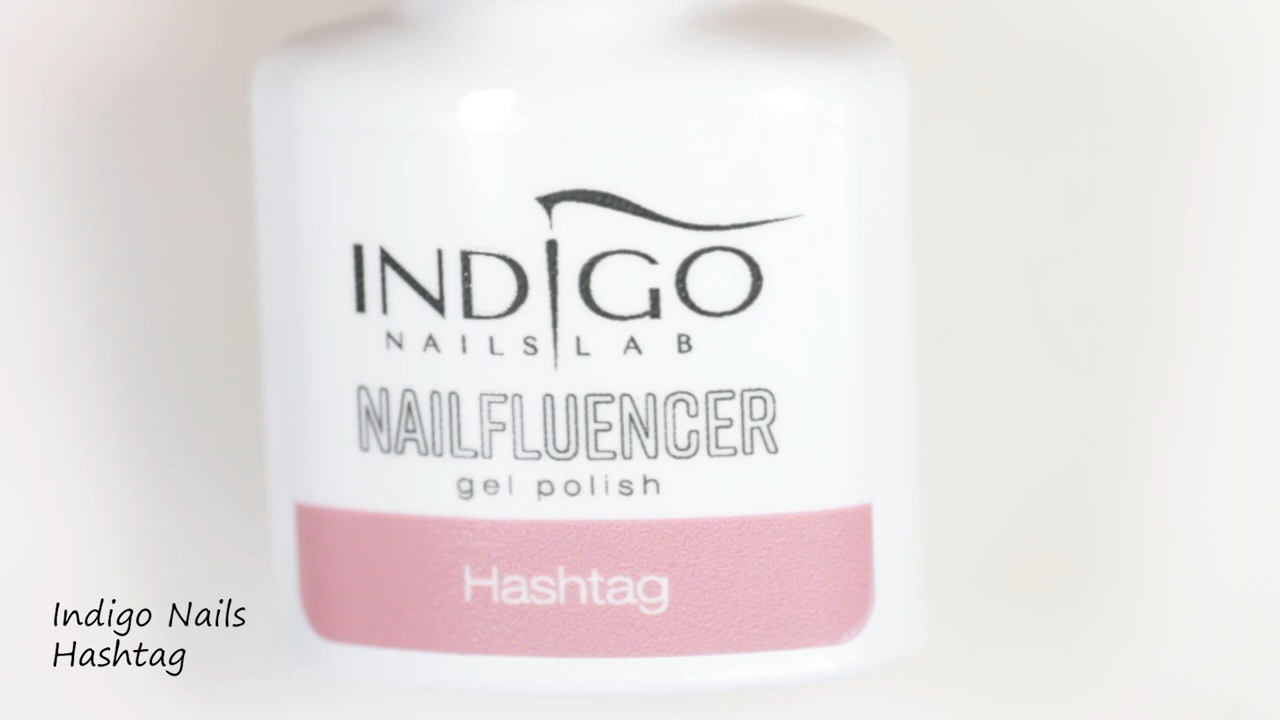 INDIGO
NAILS LAB
NAILFLUENCER
gel polish
Hashtag
Indigo Nails
Hashtag